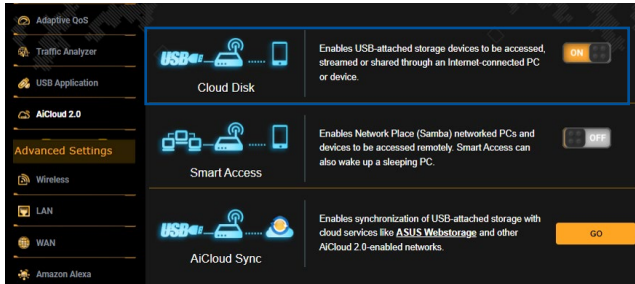 Adaptive QoS
Traffic Analyzer
USB Application
AiCloud 2.0
Advanced Settings
Wireless
LAN
WAN
Amazon Alexa
USB
Cloud Disk
Enables USB-attached storage devices to be accessed,
streamed or shared through an Internet-connected PC
or device.
ON
Smart Access
Enables Network Place (Samba) networked PCs and
devices to be accessed remotely. Smart Access can
also wake up a sleeping PC.
OFF
USB
AiCloud Sync
Enables synchronization of USB-attached storage with
cloud services like ASUS Webstorage and other
AiCloud 2.0-enabled networks.
GO